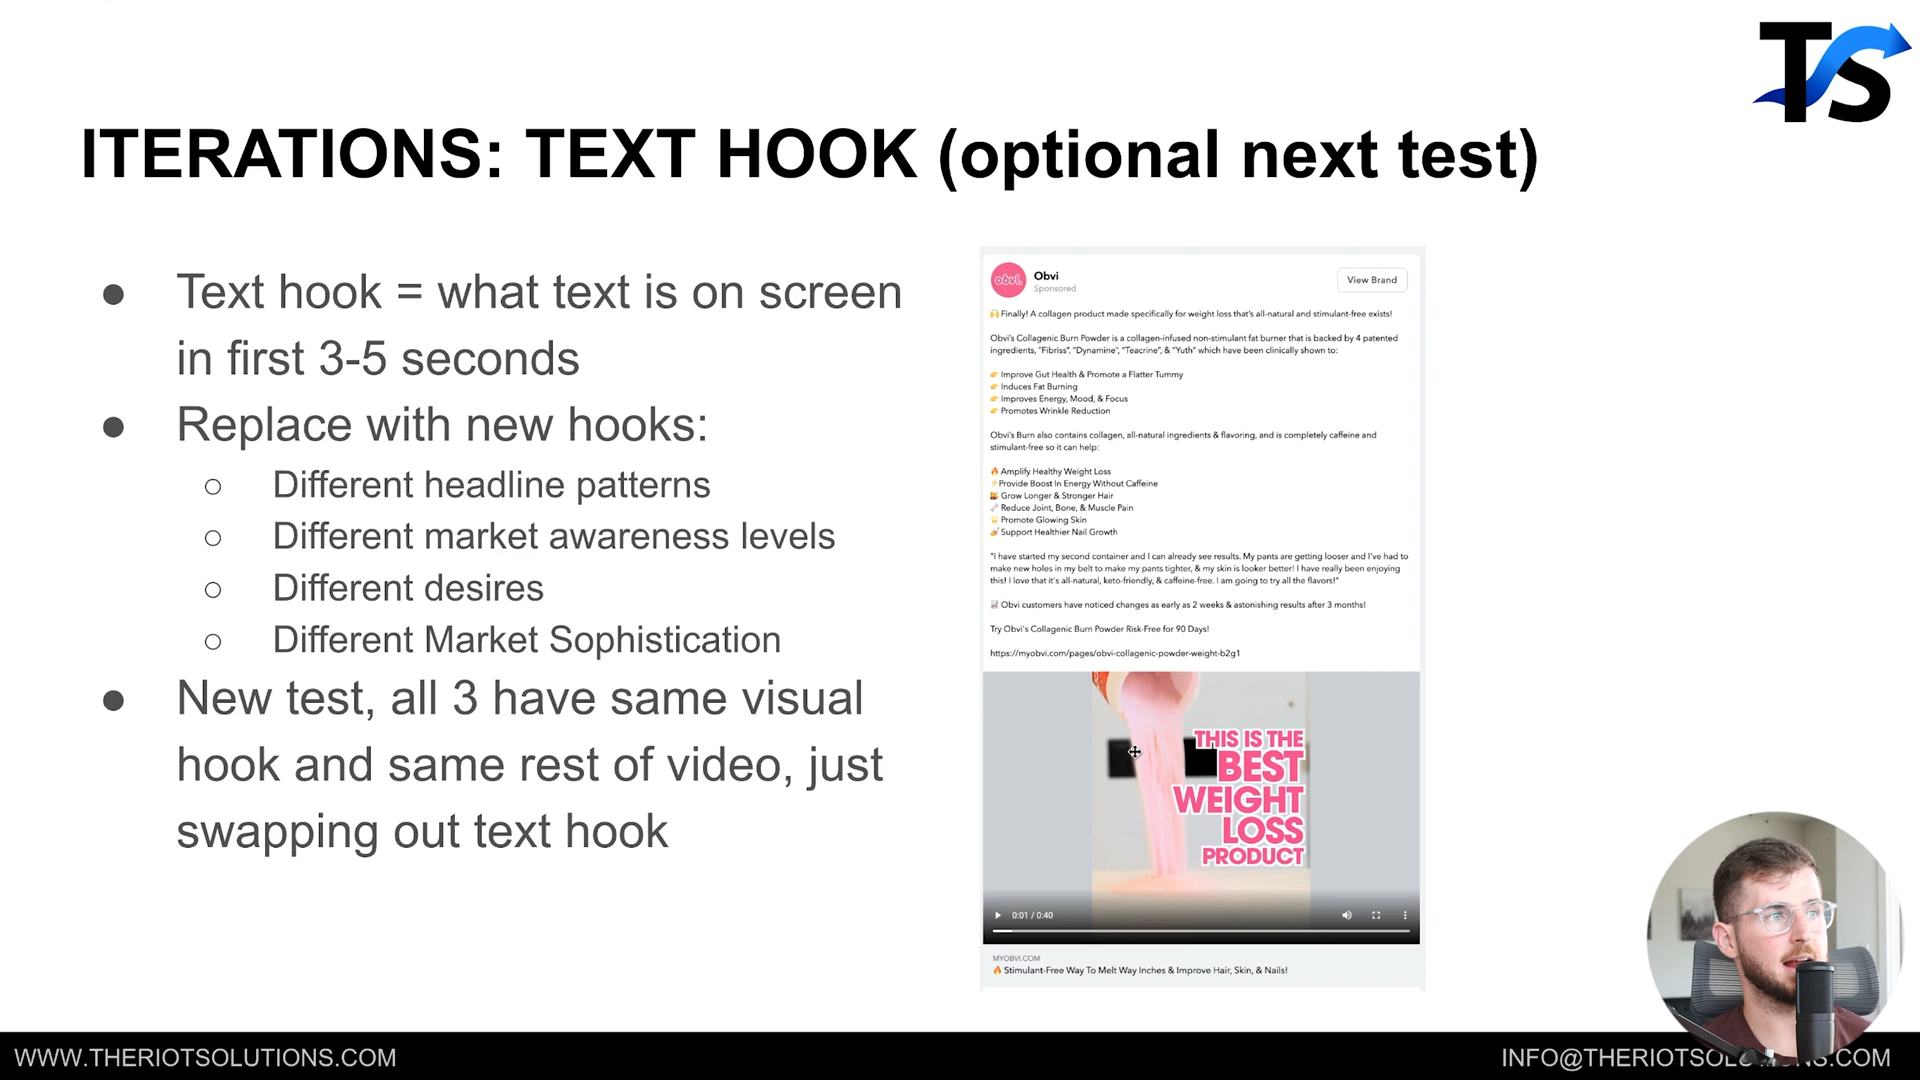 TS
ITERATIONS: TEXT HOOK (optional next test)
● Text hook = what text is on screen
in first 3-5 seconds
● Replace with new hooks:
○ Different headline patterns
○ Different market awareness levels
○ Different desires
○ Different Market Sophistication
● New test, all 3 have same visual
hook and same rest of video, just
swapping out text hook
obvi.
Obvi
Sponsored
View Brand
🙌 Finally! A collagen product made specifically for weight loss that's all-natural and stimulant-free exists!
Obvi's Collagenic Burn Powder is a collagen-infused non-stimulant fat burner that is backed by 4 patented
ingredients, "Fibriss", "Dynamine", "Teacrine", & "Yuth" which have been clinically shown to:
👉 Improve Gut Health & Promote a Flatter Tummy
👉 Induces Fat Burning
👉 Improves Energy, Mood, & Focus
👉 Promotes Wrinkle Reduction
Obvi's Burn also contains collagen, all-natural ingredients & flavoring, and is completely caffeine and
stimulant-free so it can help:
🔥 Amplify Healthy Weight Loss
⚡Provide Boost In Energy Without Caffeine
Grow Longer & Stronger Hair
🦴 Reduce Joint, Bone, & Muscle Pain
Promote Glowing Skin
💅 Support Healthier Nail Growth
"I have started my second container and I can already see results. My pants are getting looser and I've had to
make new holes in my belt to make my pants tighter, & my skin is looker better! I have really been enjoying
this! I love that it's all-natural, keto-friendly, & caffeine-free. I am going to try all the flavors!"
📈 Obvi customers have noticed changes as early as 2 weeks & astonishing results after 3 months!
Try Obvi's Collagenic Burn Powder Risk-Free for 90 Days!
https://myobvi.com/pages/obvi-collagenic-powder-weight-b2g1
THIS IS THE
BEST
WEIGHT
LOSS
PRODUCT
0:01 / 0:40
MYOBVI.COM
🔥 Stimulant-Free Way To Melt Way Inches & Improve Hair, Skin, & Nails!
WWW.THERIOTSOLUTIONS.COM
INFO@THERIOTSOL NS.COM